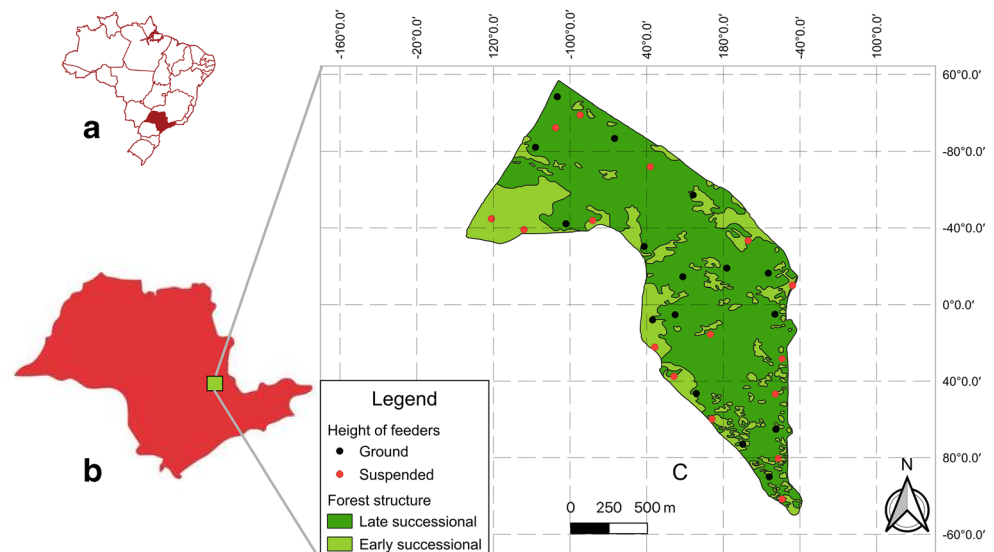 -160°0.0′ -20°0.0′ 120°0.0′ -100°0.0′ 40°0.0′ 180°0.0′ -40°0.0′ 100°0.0′
60°0.0′
-80°0.0′
-40°0.0′
0°0.0′
40°0.0′
80°0.0′
-60°0.0′
a
b
C
Legend
Height of feeders
Ground
Suspended
Forest structure
Late successional
Early successional
0 250 500 m
N